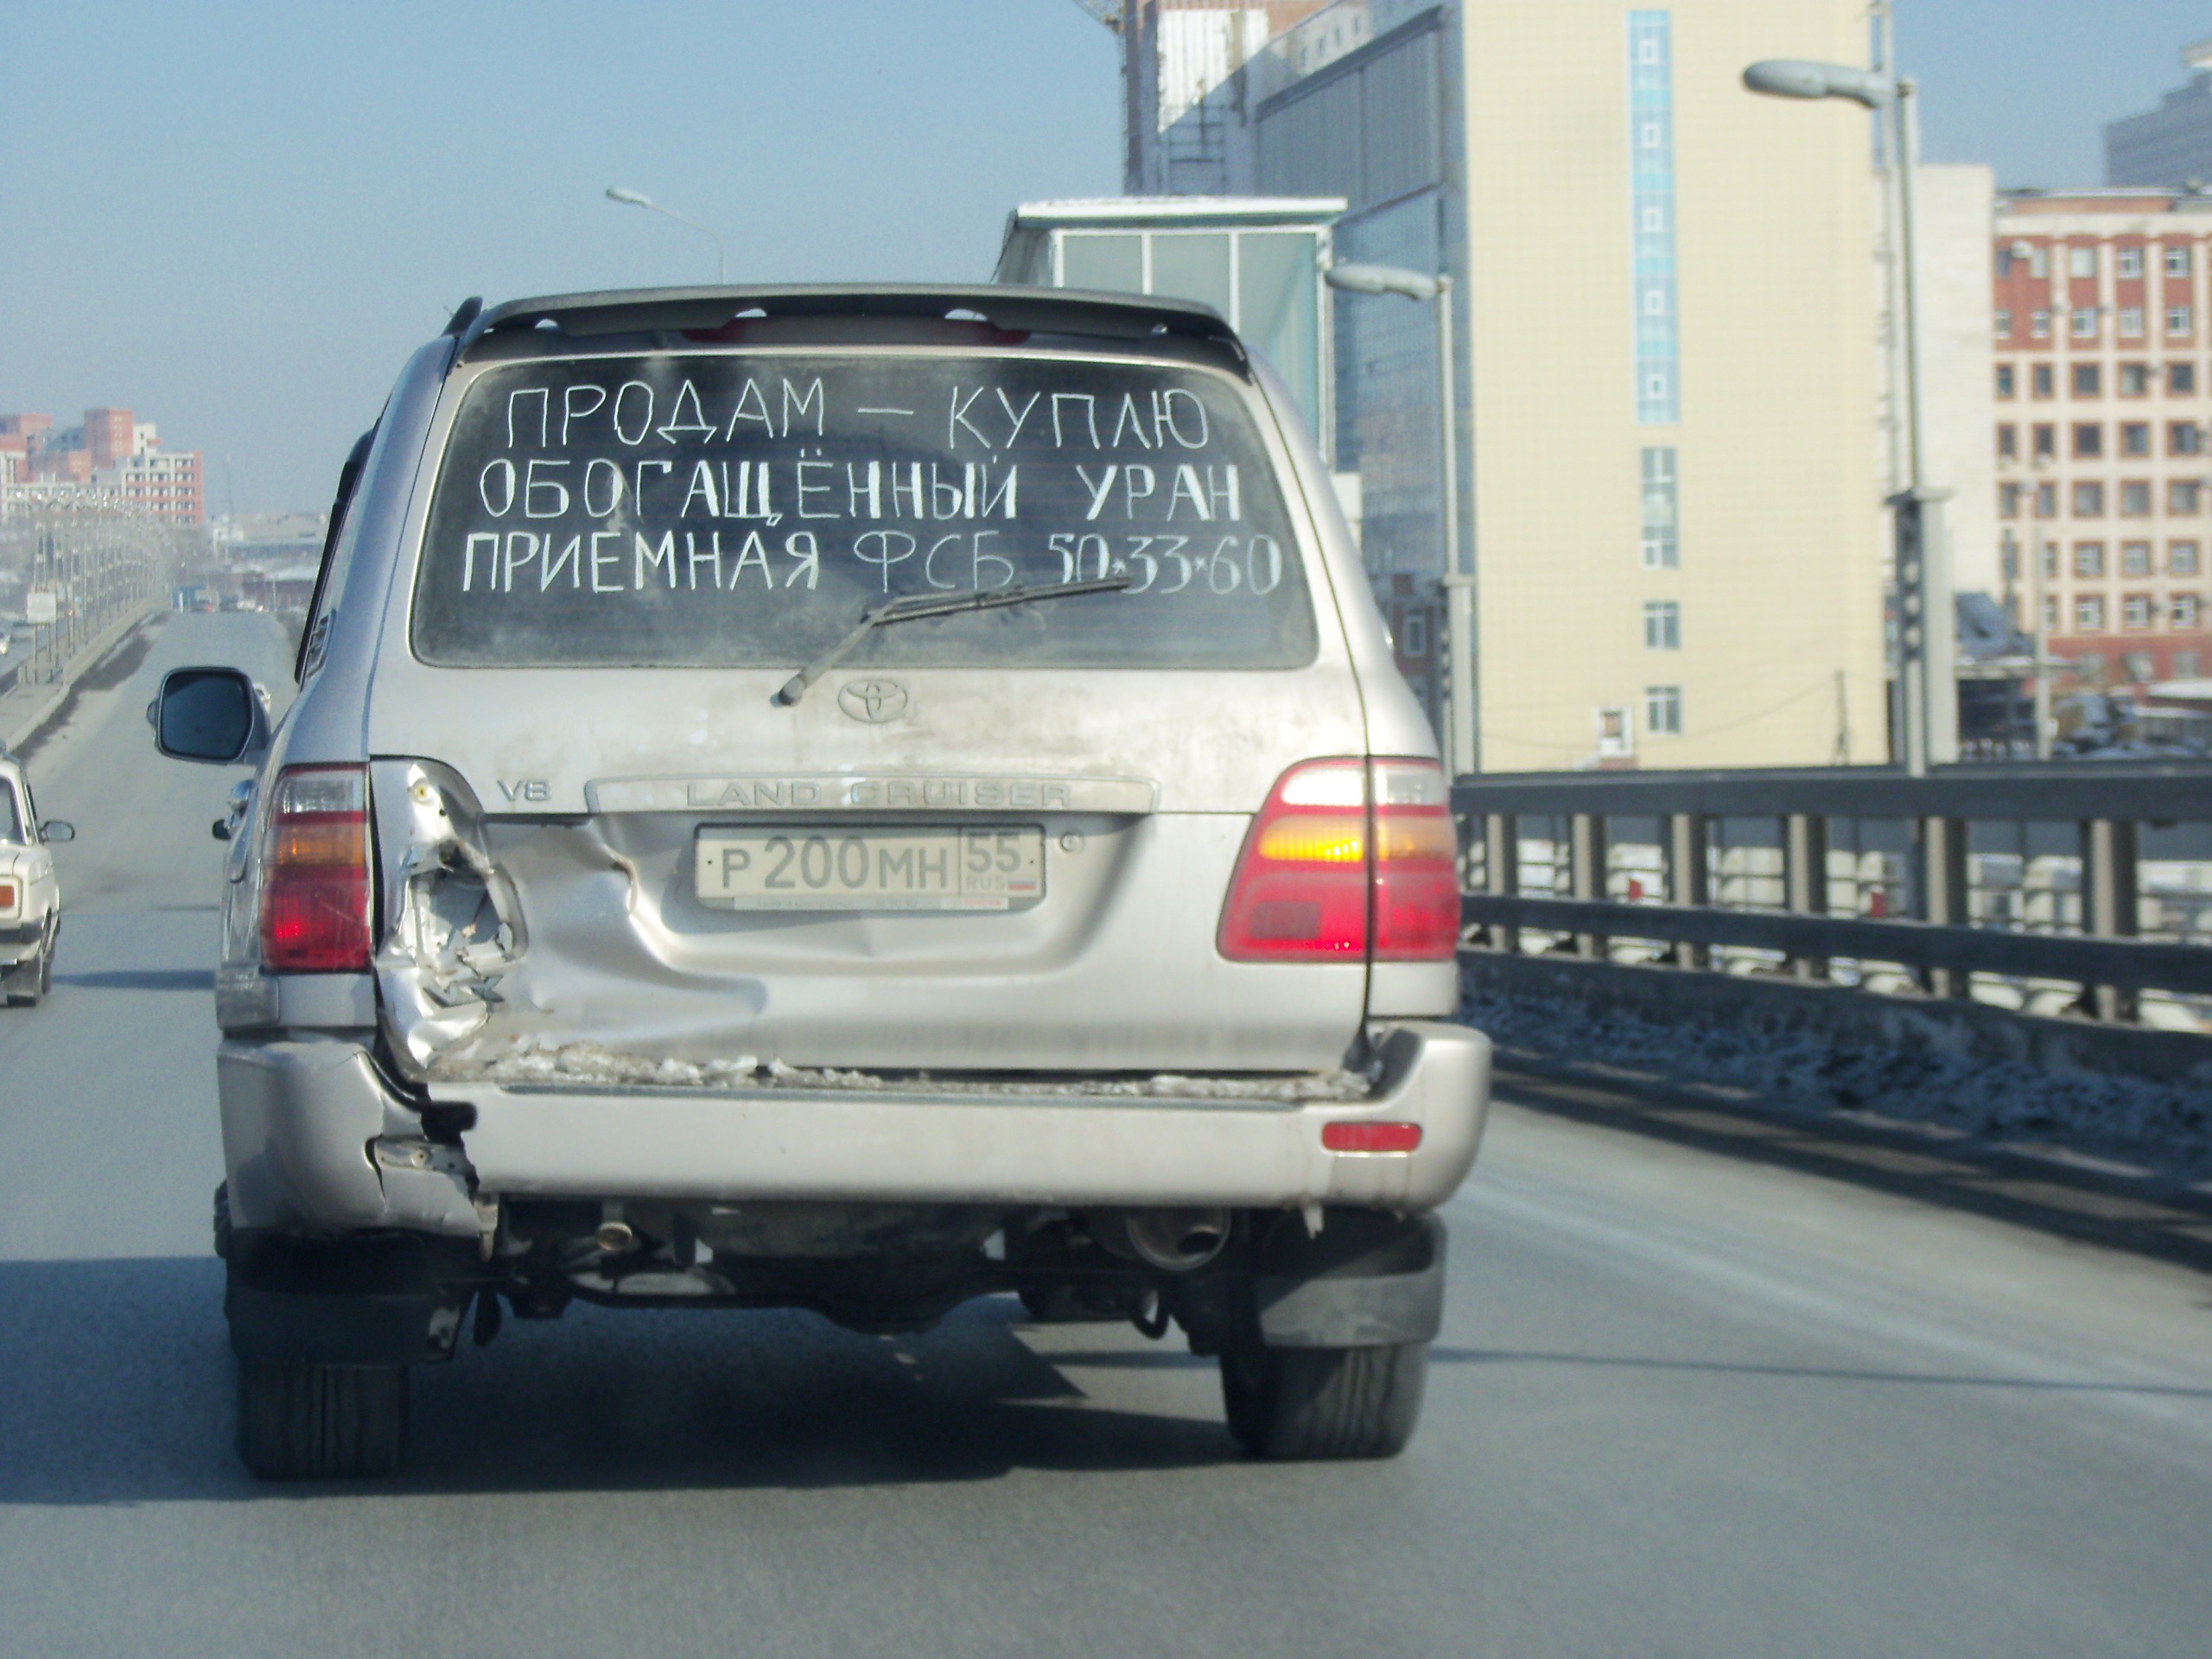 ПРОДАМ — КУПЛЮ
ОБОГАЩЁННЫЙ УРАН
ПРИЕМНАЯ ФСБ 50*33*60
V8 LAND CRUISER
Р 200 МН 55
RUS